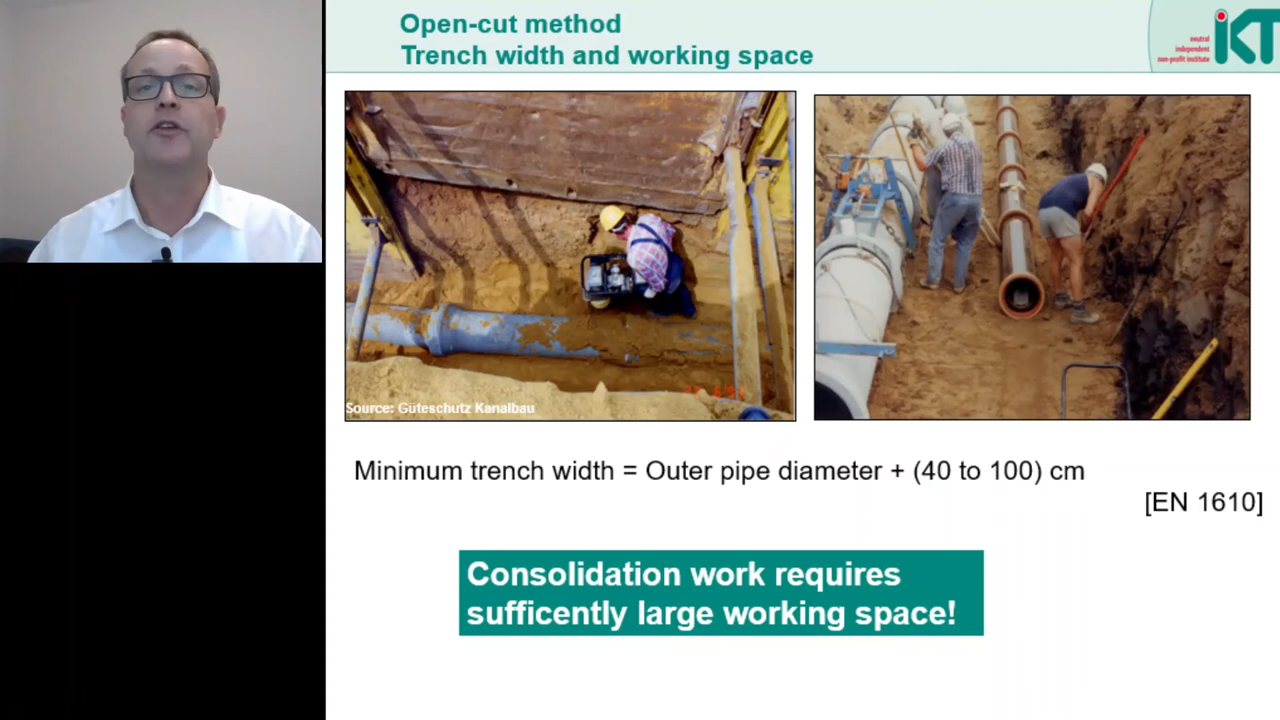 Open-cut method
Trench width and working space
neutral
independent
non-profit institute
iKT
Source: Güteschutz Kanalbau
Minimum trench width = Outer pipe diameter + (40 to 100) cm
[EN 1610]
Consolidation work requires
sufficently large working space!